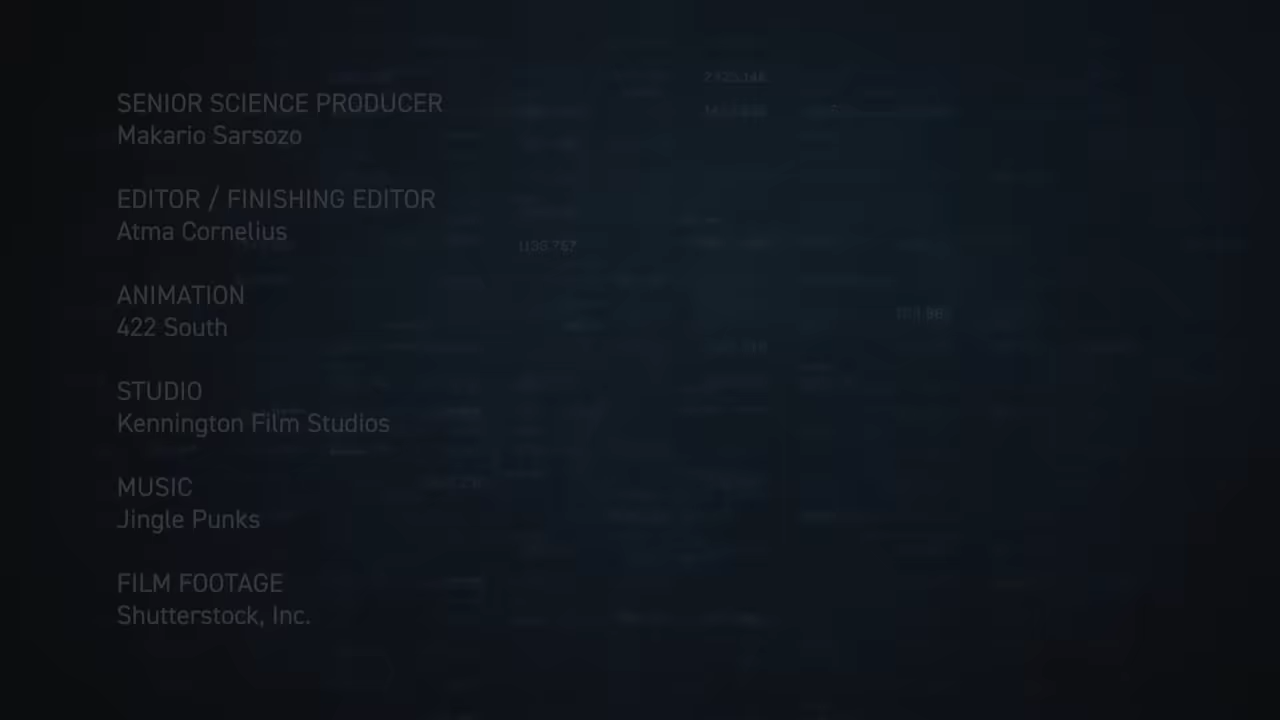 SENIOR SCIENCE PRODUCER
Makario Sarsozo
EDITOR / FINISHING EDITOR
Atma Cornelius
ANIMATION
422 South
STUDIO
Kennington Film Studios
MUSIC
Jingle Punks
FILM FOOTAGE
Shutterstock, Inc.